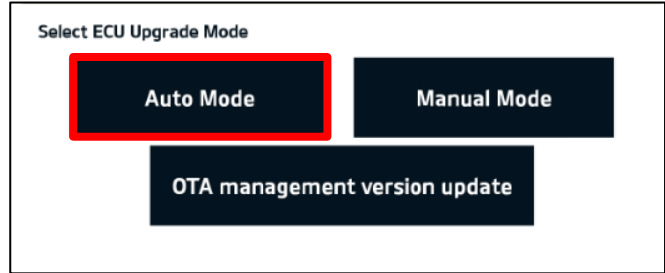 Select ECU Upgrade Mode
Auto Mode
Manual Mode
OTA management version update